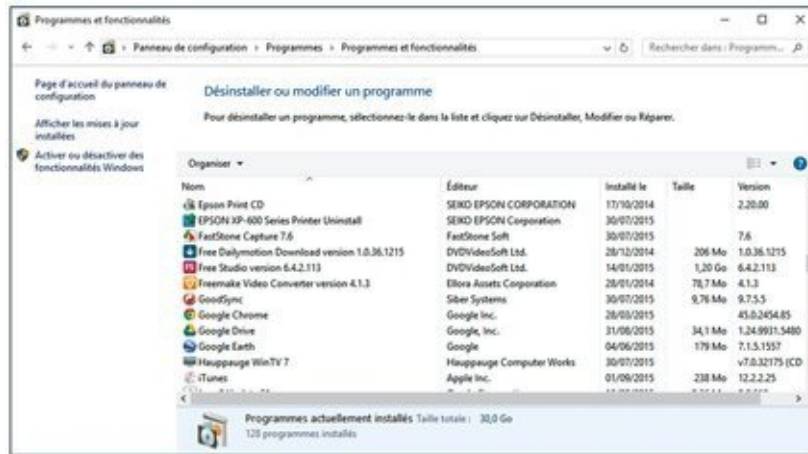 Programmes et fonctionnalités
Panneau de configuration > Programmes > Programmes et fonctionnalités
Rechercher dans : Programm...
Page d'accueil du panneau de
configuration
Afficher les mises à jour
installées
Activer ou désactiver des
fonctionnalités Windows
Désinstaller ou modifier un programme
Pour désinstaller un programme, sélectionnez-le dans la liste et cliquez sur Désinstaller, Modifier ou Réparer.
Organiser
Nom Éditeur Installé le Taille Version
Epson Print CD SEIKO EPSON CORPORATION 17/10/2014 2.20.00
EPSON XP-600 Series Printer Uninstall SEIKO EPSON Corporation 30/07/2015
FastStone Capture 7.6 FastStone Soft 30/07/2015 7.6
Free Dailymotion Download version 1.0.36.1215 DVDVideoSoft Ltd. 28/12/2014 206 Mo 1.0.36.1215
Free Studio version 6.4.2.113 DVDVideoSoft Ltd. 14/01/2015 1,20 Go 6.4.2.113
Freemake Video Converter version 4.1.3 Ellora Assets Corporation 28/01/2014 78,7 Mo 4.1.3
GoodSync Siber Systems 30/07/2015 9,76 Mo 9.7.5.5
Google Chrome Google Inc. 28/03/2015 45.0.2454.85
Google Drive Google, Inc. 31/08/2015 34,1 Mo 1.24.9931.5480
Google Earth Google 04/06/2015 179 Mo 7.1.5.1557
Hauppauge WinTV 7 Hauppauge Computer Works 30/07/2015 v7.0.32175 (CD
iTunes Apple Inc. 01/09/2015 238 Mo 12.2.2.25
Programmes actuellement installés Taille totale : 30,0 Go
128 programmes installés